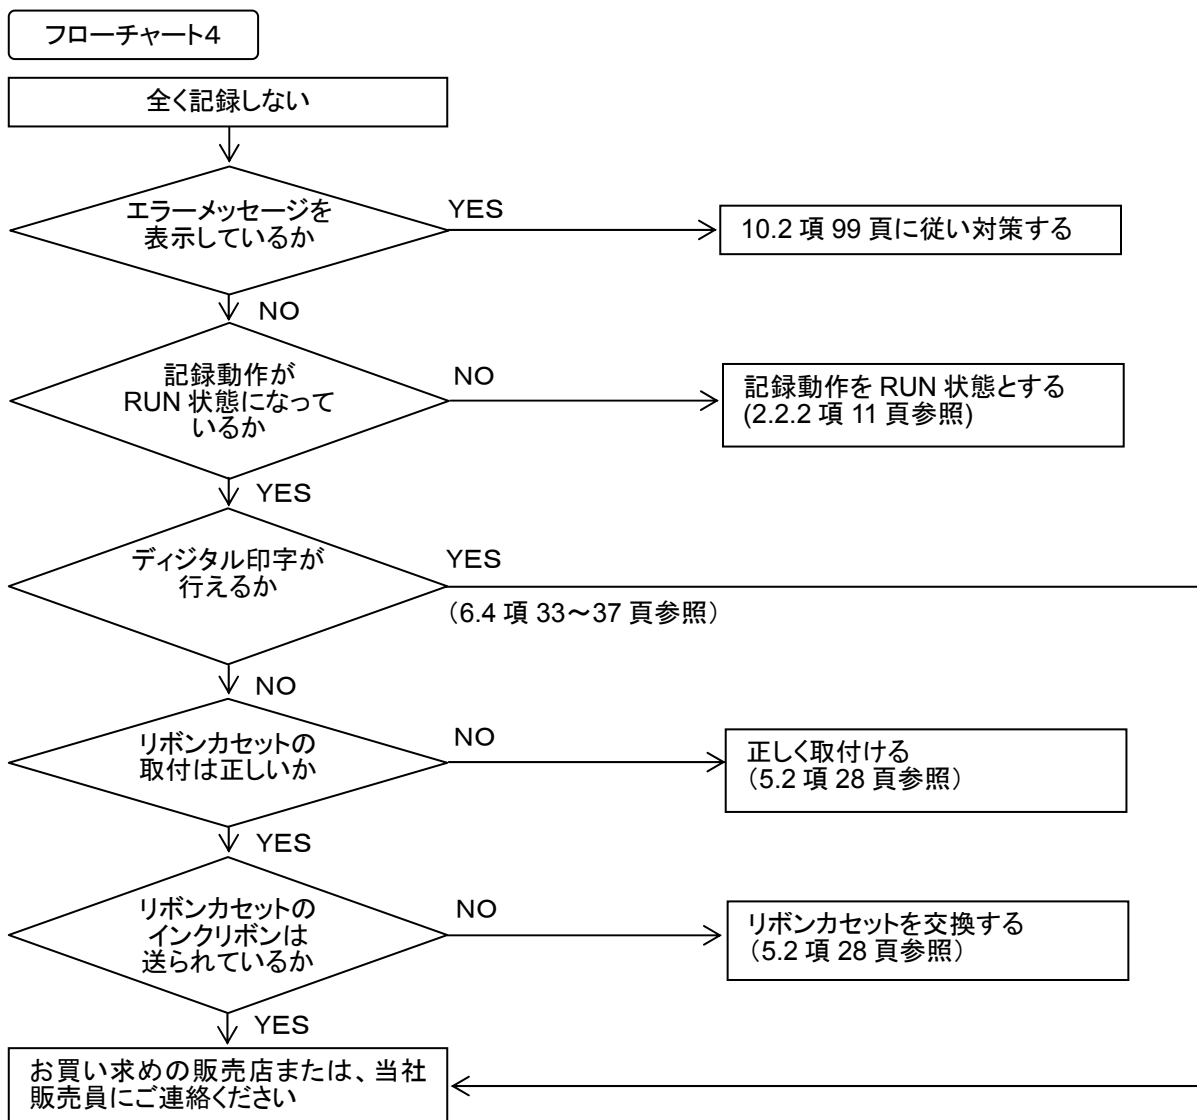 フローチャート4
全く記録しない
エラーメッセージを
表示しているか
YES
10.2 項 99 頁に従い対策する
NO
記録動作が
RUN 状態になって
いるか
NO
記録動作を RUN 状態とする
(2.2.2 項 11 頁参照)
YES
ディジタル印字が
行えるか
YES
（6.4 項 33～37 頁参照）
NO
リボンカセットの
取付は正しいか
NO
正しく取付ける
（5.2 項 28 頁参照）
YES
リボンカセットの
インクリボンは
送られているか
NO
リボンカセットを交換する
（5.2 項 28 頁参照）
YES
お買い求めの販売店または、当社
販売員にご連絡ください